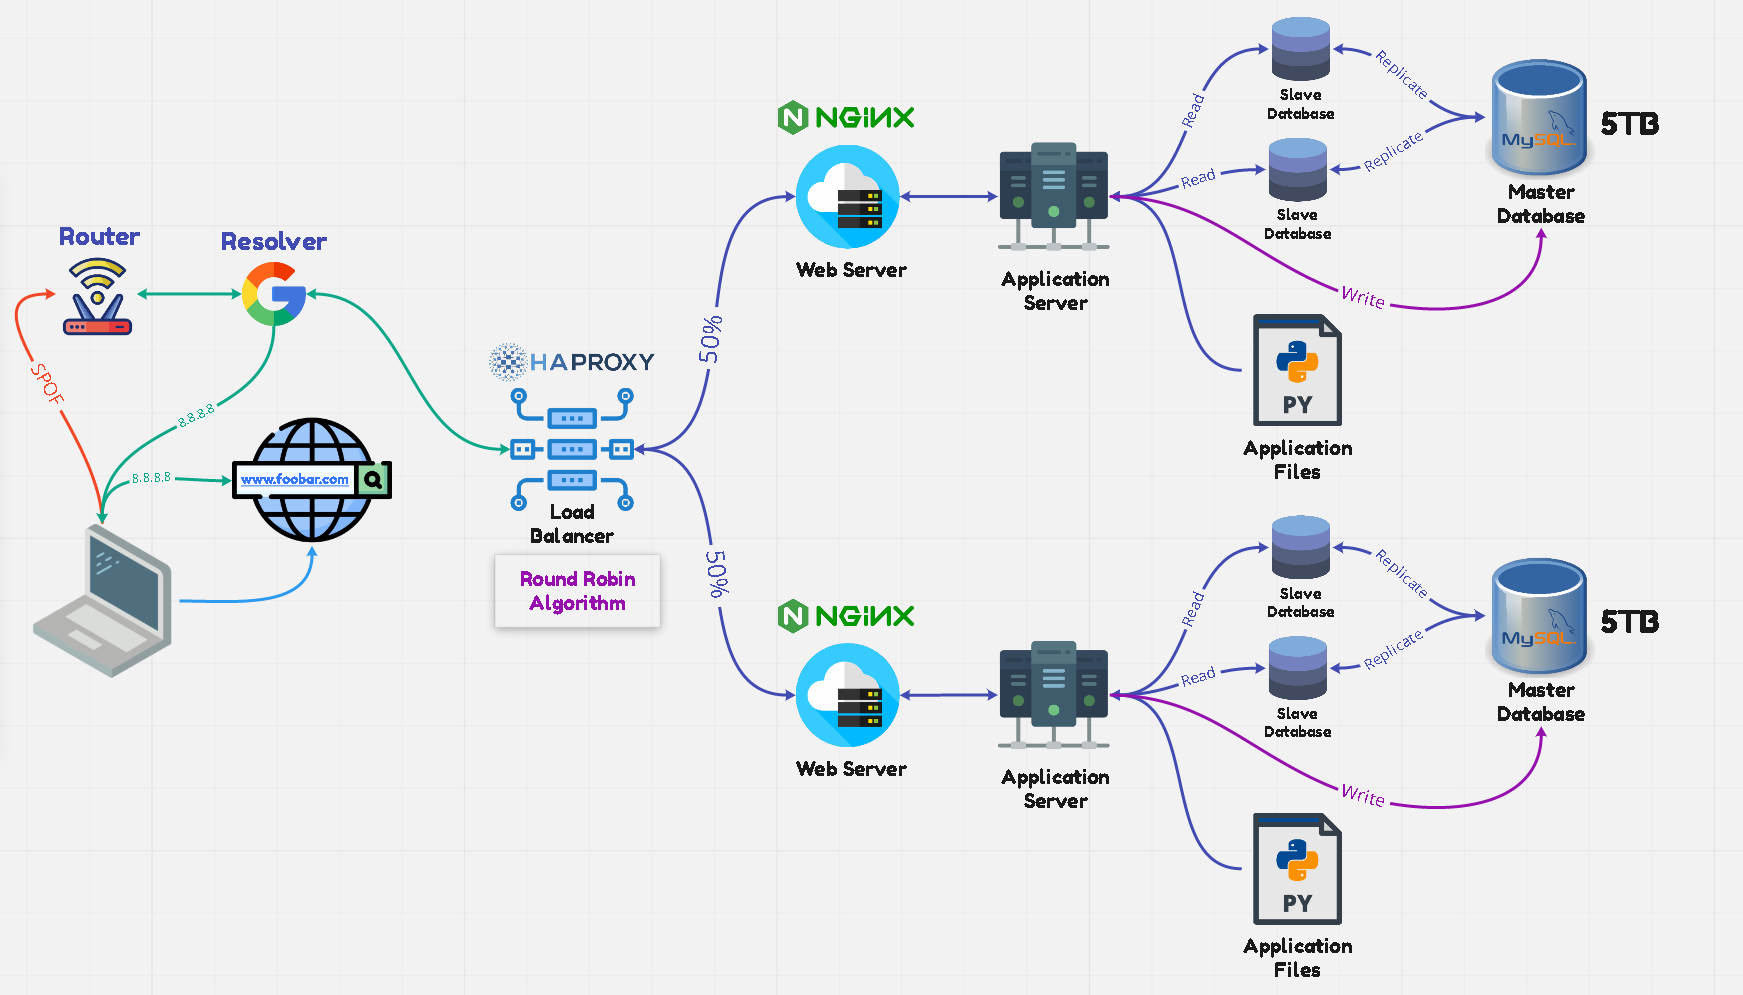 Router
Resolver
SPOF
8.8.8.8
8.8.8.8
www.foobar.com
HAPROXY
Load
Balancer
Round Robin
Algorithm
50%
50%
NGINX
Web Server
Application
Server
Read
Read
Slave
Database
Slave
Database
Replicate
Replicate
MySQL
5TB
Master
Database
Write
PY
Application
Files
NGINX
Web Server
Application
Server
Read
Read
Slave
Database
Slave
Database
Replicate
Replicate
MySQL
5TB
Master
Database
Write
PY
Application
Files